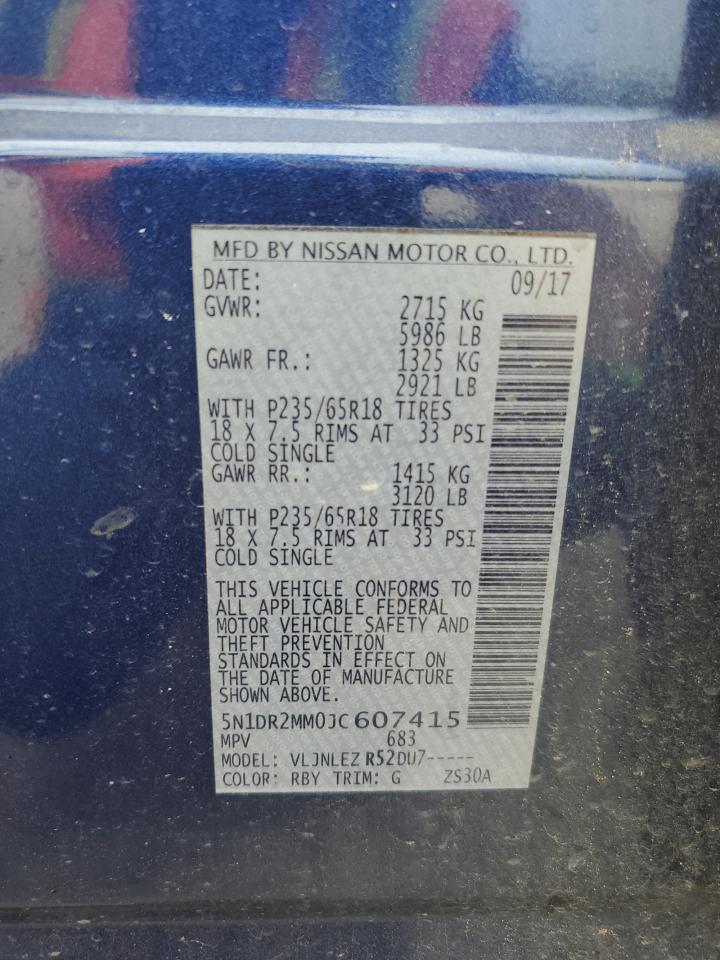 MFD BY NISSAN MOTOR CO., LTD.
DATE: 09/17
GVWR: 2715 KG
5986 LB
GAWR FR.: 1325 KG
2921 LB
WITH P235/65R18 TIRES
18 X 7.5 RIMS AT 33 PSI
COLD SINGLE
GAWR RR.: 1415 KG
3120 LB
WITH P235/65R18 TIRES
18 X 7.5 RIMS AT 33 PSI
COLD SINGLE
THIS VEHICLE CONFORMS TO
ALL APPLICABLE FEDERAL
MOTOR VEHICLE SAFETY AND
THEFT PREVENTION
STANDARDS IN EFFECT ON
THE DATE OF MANUFACTURE
SHOWN ABOVE.
5N1DR2MM0JC607415
MPV 683
MODEL: VLJNLEZ R52DU7-----
COLOR: RBY TRIM: G ZS30A